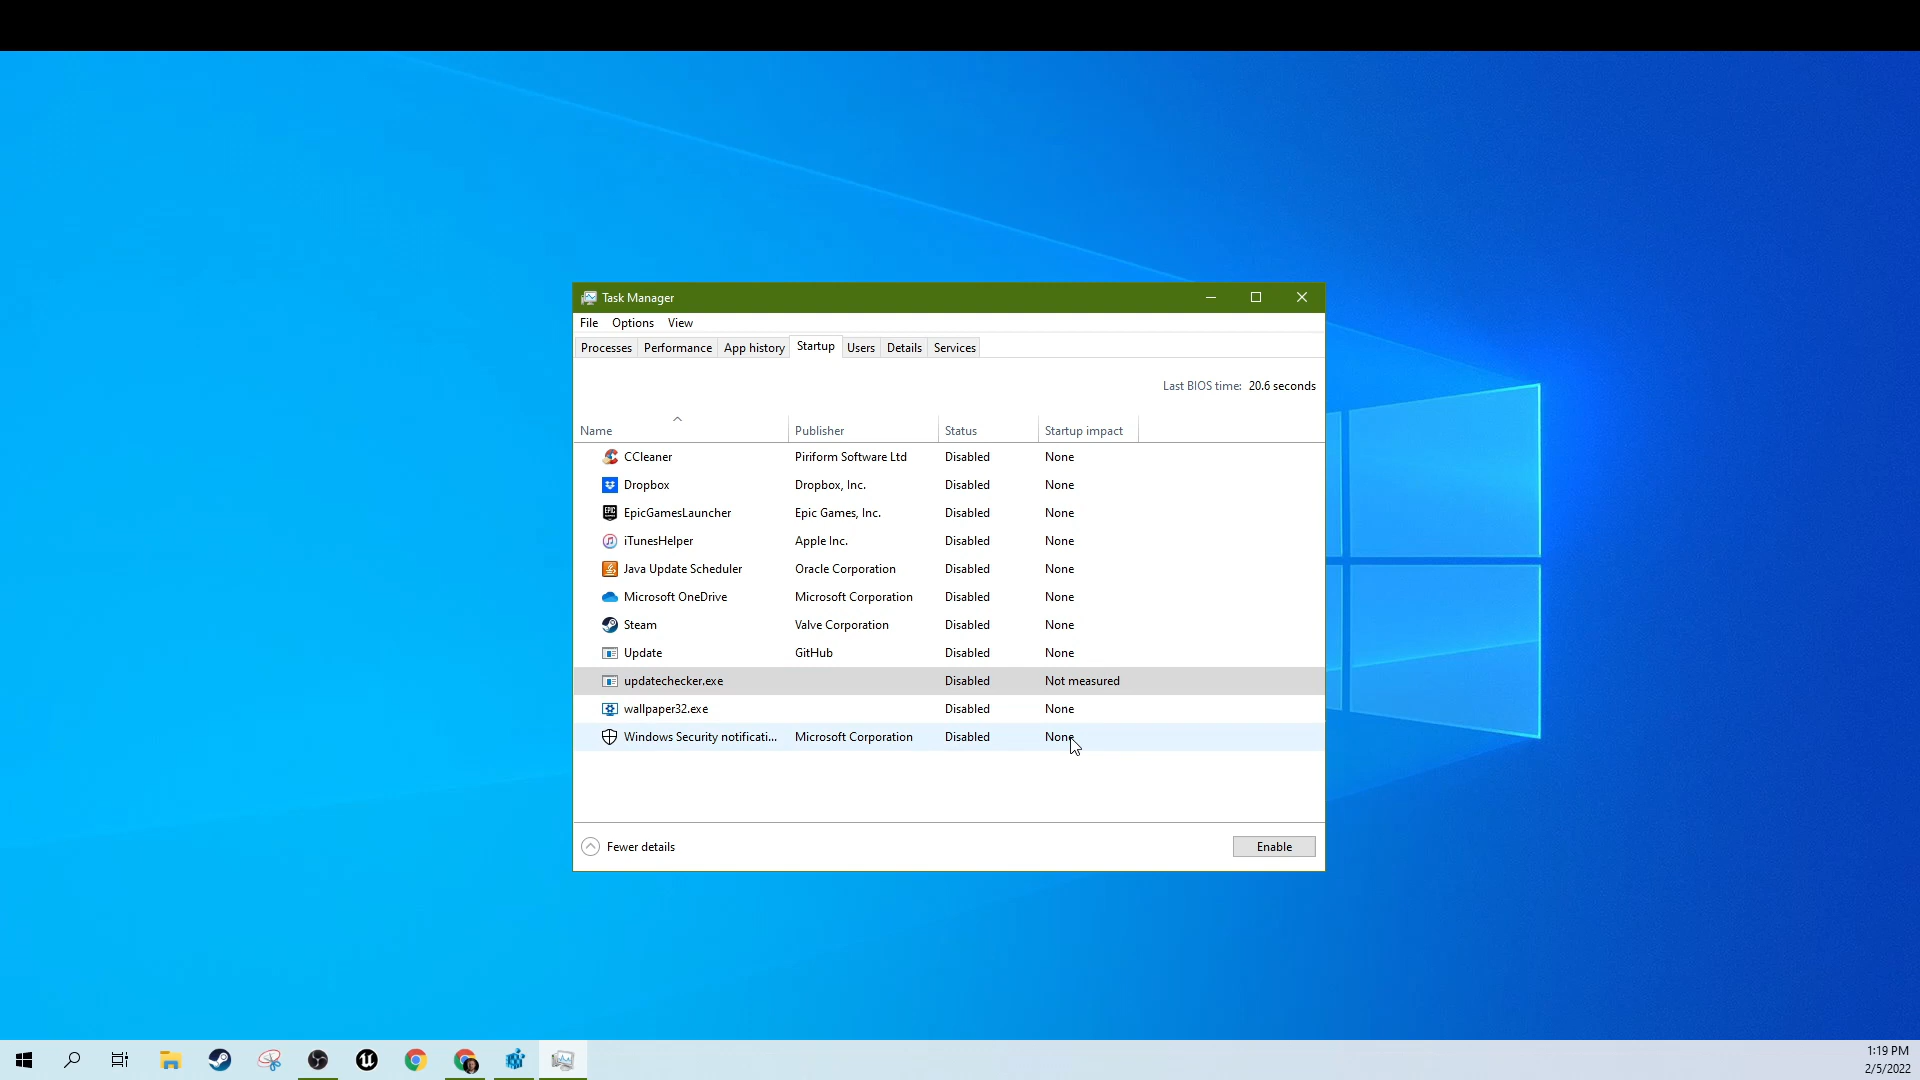 Task Manager
File Options View
Processes Performance App history Startup Users Details Services
Last BIOS time: 20.6 seconds
Name Publisher Status Startup impact
CCleaner Piriform Software Ltd Disabled None
Dropbox Dropbox, Inc. Disabled None
EPIC EpicGamesLauncher Epic Games, Inc. Disabled None
iTunesHelper Apple Inc. Disabled None
Java Update Scheduler Oracle Corporation Disabled None
Microsoft OneDrive Microsoft Corporation Disabled None
Steam Valve Corporation Disabled None
Update GitHub Disabled None
updatechecker.exe Disabled Not measured
wallpaper32.exe Disabled None
Windows Security notificati... Microsoft Corporation Disabled None
Fewer details Enable
1:19 PM
2/5/2022